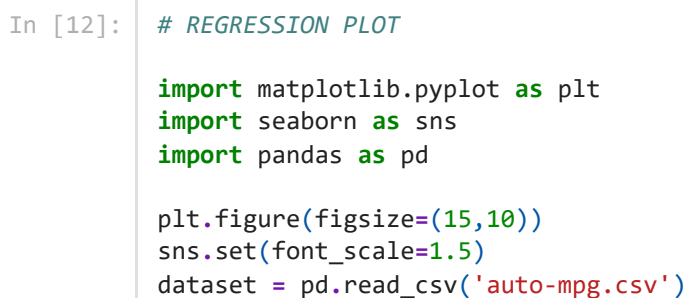 In [12]: # REGRESSION PLOT
import matplotlib.pyplot as plt
import seaborn as sns
import pandas as pd
plt.figure(figsize=(15,10))
sns.set(font_scale=1.5)
dataset = pd.read_csv('auto-mpg.csv')